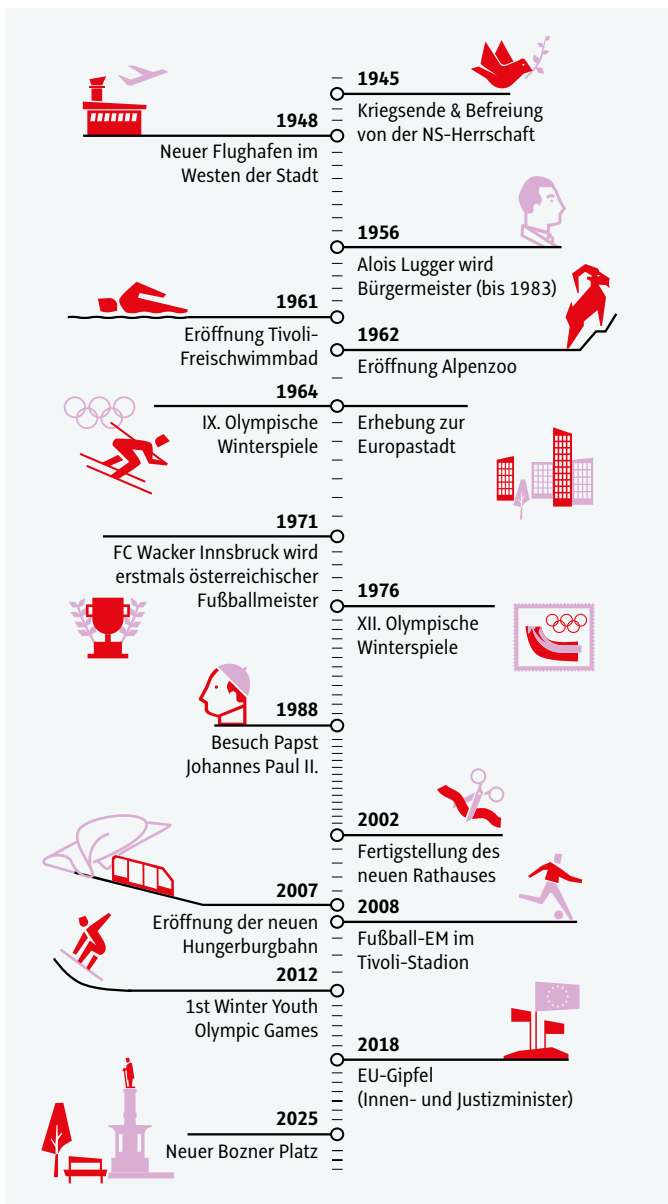 1945
Kriegsende & Befreiung
von der NS-Herrschaft
1948
Neuer Flughafen im
Westen der Stadt
1956
Alois Lugger wird
Bürgermeister (bis 1983)
1961
Eröffnung Tivoli-
Freischwimmbad
1962
Eröffnung Alpenzoo
1964
IX. Olympische
Winterspiele
Erhebung zur
Europastadt
1971
FC Wacker Innsbruck wird
erstmals österreichischer
Fußballmeister
1976
XII. Olympische
Winterspiele
1988
Besuch Papst
Johannes Paul II.
2002
Fertigstellung des
neuen Rathauses
2007
Eröffnung der neuen
Hungerburgbahn
2008
Fußball-EM im
Tivoli-Stadion
2012
1st Winter Youth
Olympic Games
2018
EU-Gipfel
(Innen- und Justizminister)
2025
Neuer Bozner Platz